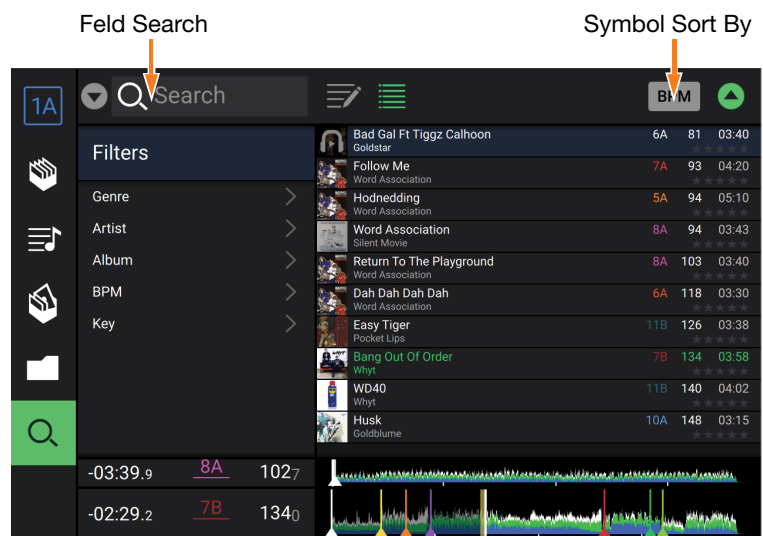 Feld Search
Symbol Sort By
1A
Search
BPM
Filters
Genre
Artist
Album
BPM
Key
Bad Gal Ft Tiggz Calhoon 6A 81 03:40
Goldstar
Follow Me 7A 93 04:20
Word Association
Hodnedding 5A 94 05:10
Word Association
Word Association 8A 94 03:43
Silent Movie
Return To The Playground 8A 103 03:40
Word Association
Dah Dah Dah Dah 6A 118 03:30
Word Association
Easy Tiger 11B 126 03:38
Pocket Lips
Bang Out Of Order 7B 134 03:58
Whyt
WD40 11B 140 04:02
Whyt
Husk 10A 148 03:15
Goldblume
-03:39.9 8A 1027
-02:29.2 7B 1340